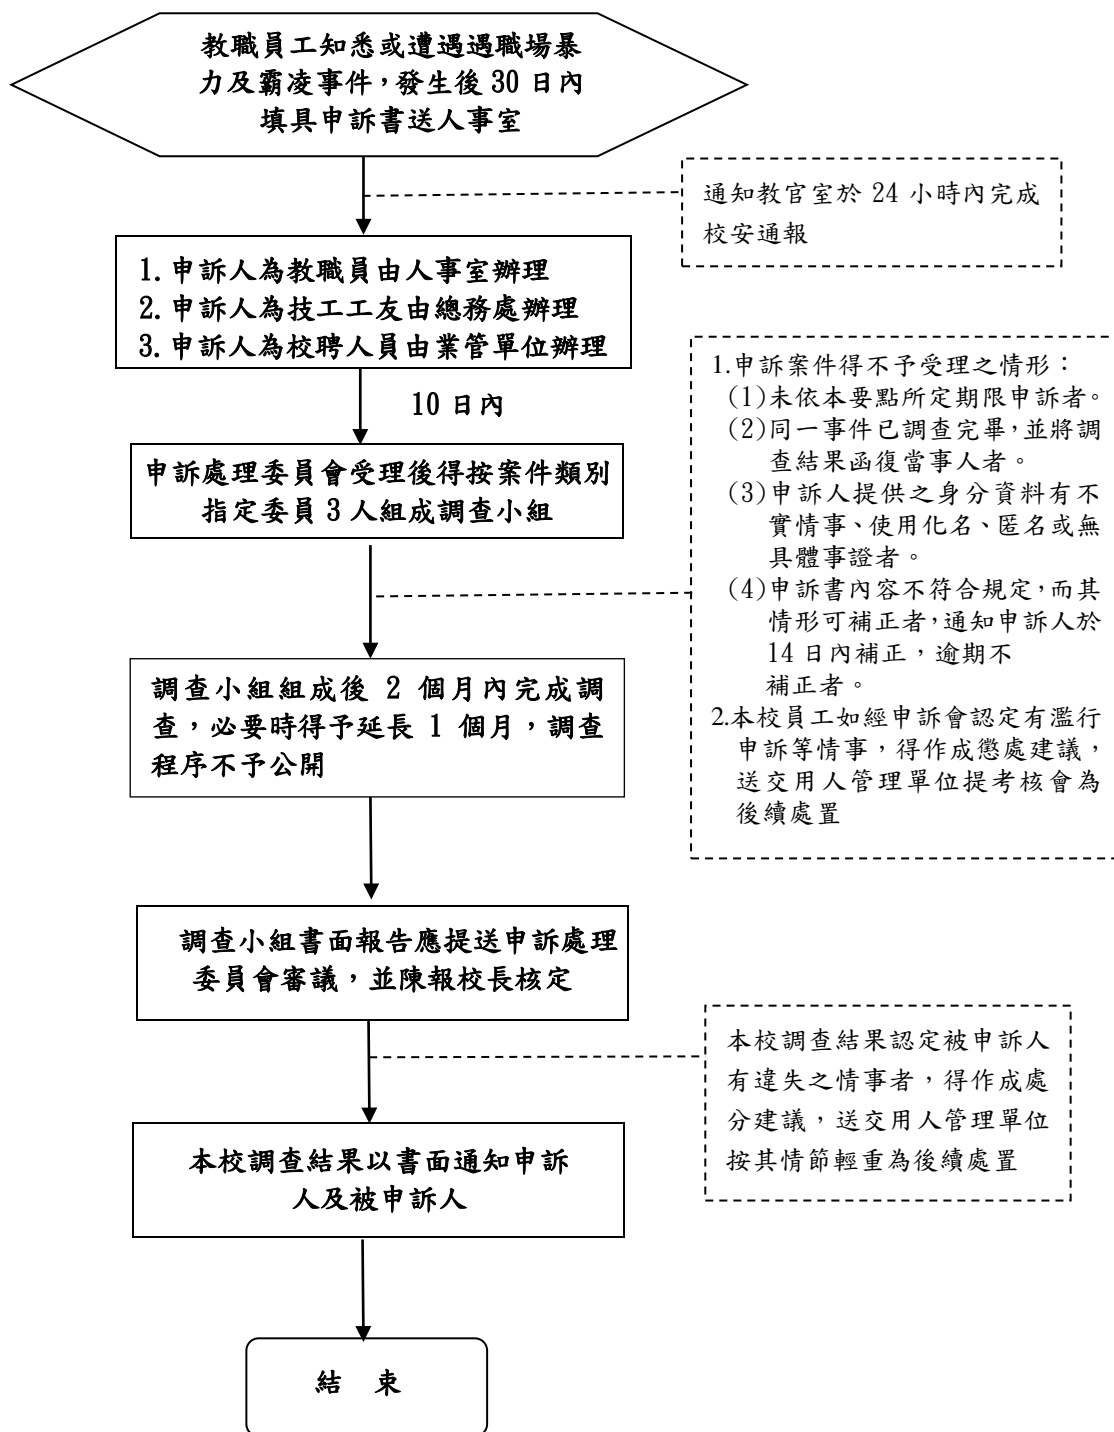 教職員工知悉或遭遇遇職場暴
力及霸凌事件，發生後 30 日內
填具申訴書送人事室
通知教官室於 24 小時內完成
校安通報
1. 申訴人為教職員由人事室辦理
2. 申訴人為技工工友由總務處辦理
3. 申訴人為校聘人員由業管單位辦理
10 日內
申訴處理委員會受理後得按案件類別
指定委員 3 人組成調查小組
1.申訴案件得不予受理之情形：
(1)未依本要點所定期限申訴者。
(2)同一事件已調查完畢，並將調
查結果函復當事人者。
(3)申訴人提供之身分資料有不
實情事、使用化名、匿名或無
具體事證者。
(4)申訴書內容不符合規定，而其
情形可補正者，通知申訴人於
14 日內補正，逾期不
補正者。
2.本校員工如經申訴會認定有濫行
申訴等情事，得作成懲處建議，
送交用人管理單位提考核會為
後續處置
調查小組組成後 2 個月內完成調
查，必要時得予延長 1 個月，調查
程序不予公開
調查小組書面報告應提送申訴處理
委員會審議，並陳報校長核定
本校調查結果認定被申訴人
有違失之情事者，得作成處
分建議，送交用人管理單位
按其情節輕重為後續處置
本校調查結果以書面通知申訴
人及被申訴人
結 束